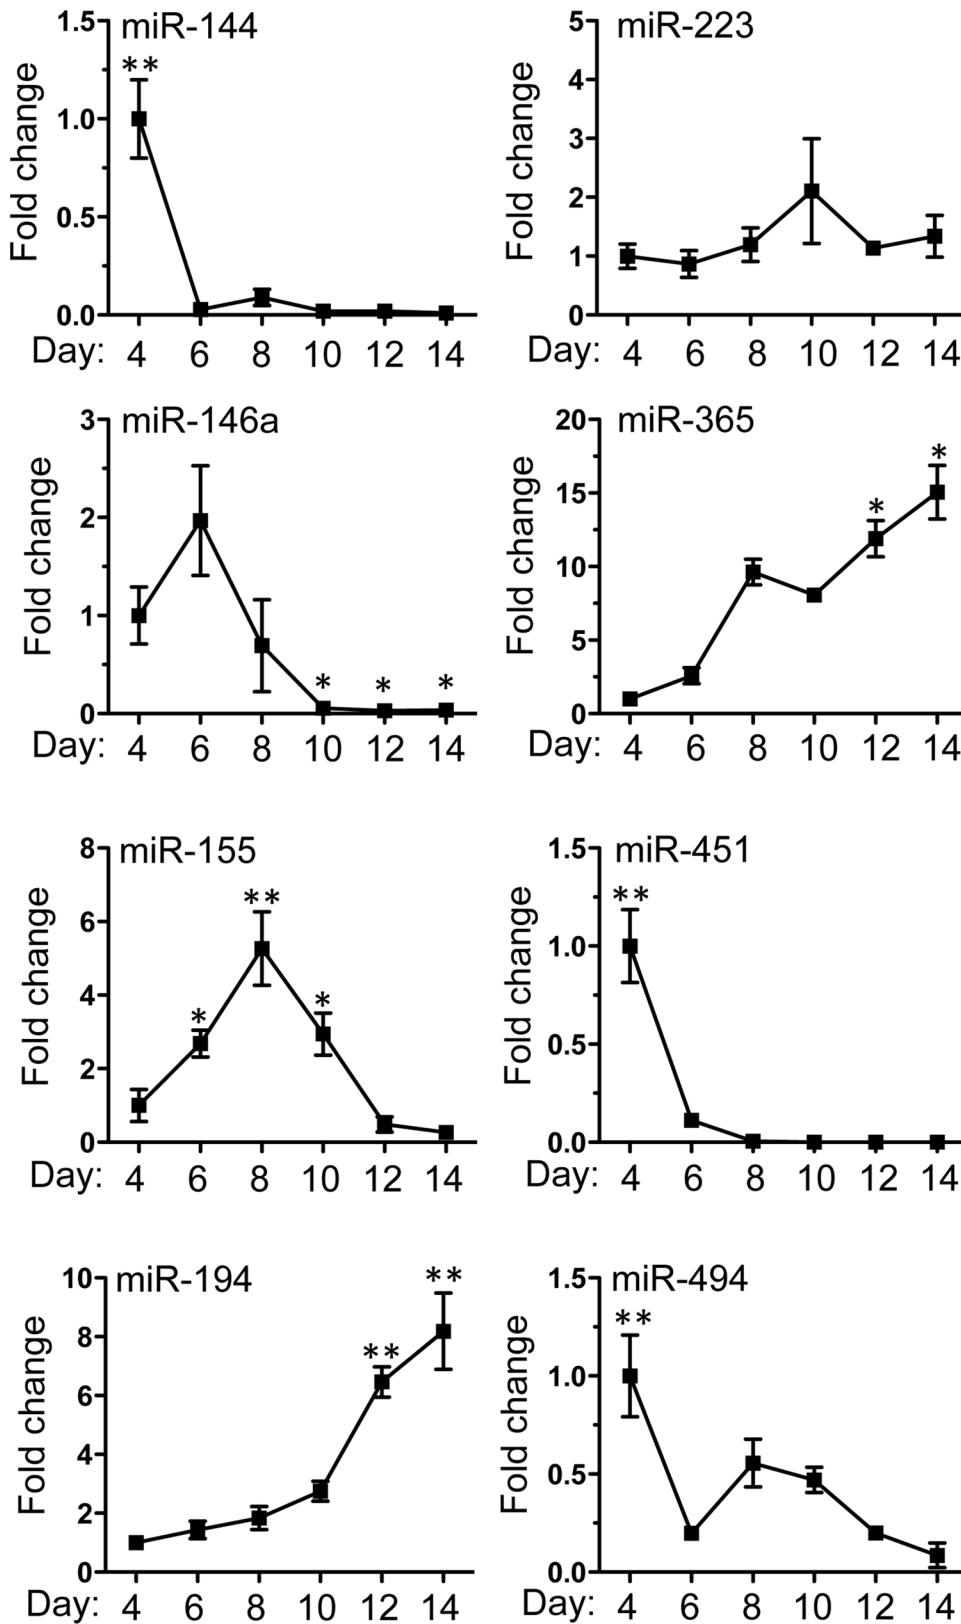 miR-144
**
Fold change
1.5
1.0
0.5
0.0
Day: 4 6 8 10 12 14
miR-223
Fold change
5
4
3
2
1
0
Day: 4 6 8 10 12 14
miR-146a
Fold change
3
2
1
0
* * *
Day: 4 6 8 10 12 14
miR-365
Fold change
20
15
10
5
0
* *
Day: 4 6 8 10 12 14
miR-155
Fold change
8
6
4
2
0
* ** *
Day: 4 6 8 10 12 14
miR-451
**
Fold change
1.5
1.0
0.5
0.0
Day: 4 6 8 10 12 14
miR-194
Fold change
10
8
6
4
2
0
** **
Day: 4 6 8 10 12 14
miR-494
**
Fold change
1.5
1.0
0.5
0.0
Day: 4 6 8 10 12 14